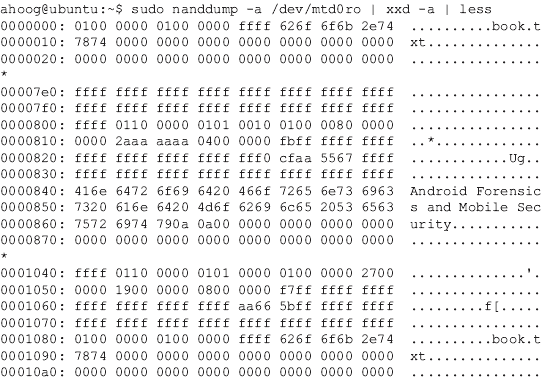 ahoog@ubuntu:~$ sudo nanddump -a /dev/mtd0ro | xxd -a | less
0000000: 0100 0000 0100 0000 ffff 626f 6f6b 2e74 ..........book.t
0000010: 7874 0000 0000 0000 0000 0000 0000 0000 xt..............
0000020: 0000 0000 0000 0000 0000 0000 0000 0000 ................
*
00007e0: ffff ffff ffff ffff ffff ffff ffff ffff ................
00007f0: ffff ffff ffff ffff ffff ffff ffff ffff ................
0000800: ffff 0110 0000 0101 0010 0100 0080 0000 ................
0000810: 0000 2aaa aaaa 0400 0000 fbff ffff ffff ..*.............
0000820: ffff ffff ffff ffff fff0 cfaa 5567 ffff ............Ug..
0000830: ffff ffff ffff ffff ffff ffff ffff ffff ................
0000840: 416e 6472 6f69 6420 466f 7265 6e73 6963 Android Forensic
0000850: 7320 616e 6420 4d6f 6269 6c65 2053 6563 s and Mobile Sec
0000860: 7572 6974 790a 0a00 0000 0000 0000 0000 urity...........
0000870: 0000 0000 0000 0000 0000 0000 0000 0000 ................
*
0001040: ffff 0110 0000 0101 0000 0100 0000 2700 ..............'.
0001050: 0000 1900 0000 0800 0000 f7ff ffff ffff ................
0001060: ffff ffff ffff ffff aa66 5bff ffff ffff .........f[.....
0001070: ffff ffff ffff ffff ffff ffff ffff ffff ................
0001080: 0100 0000 0100 0000 ffff 626f 6f6b 2e74 ..........book.t
0001090: 7874 0000 0000 0000 0000 0000 0000 0000 xt..............
00010a0: 0000 0000 0000 0000 0000 0000 0000 0000 ................